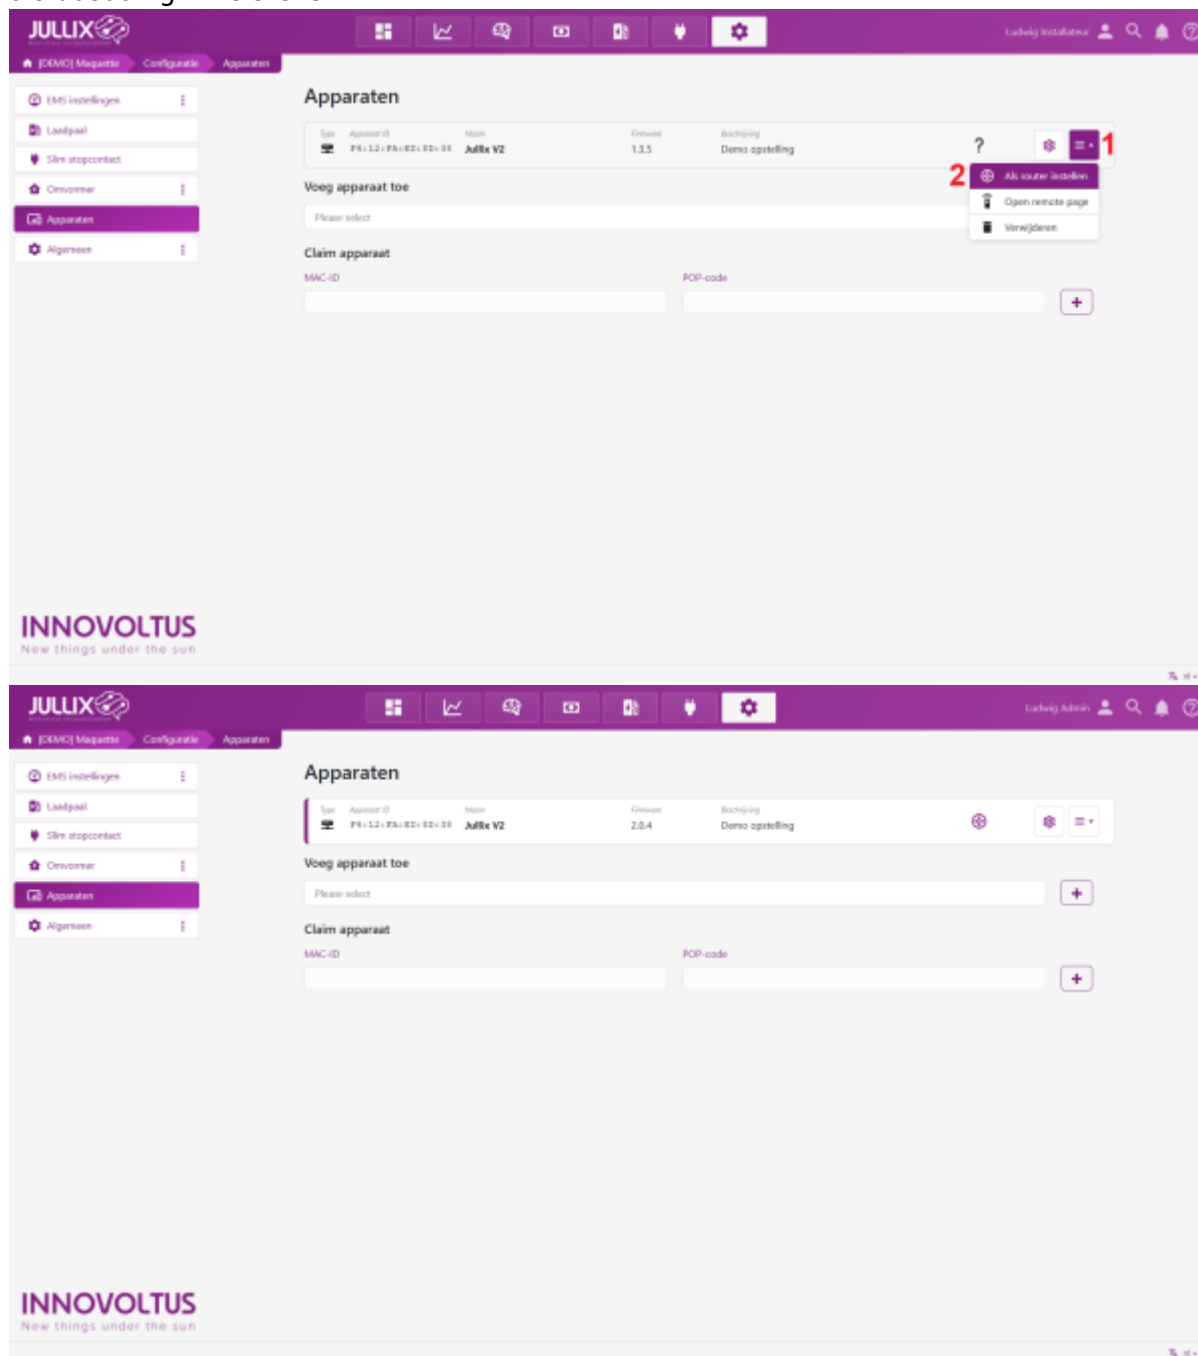 JULLIX
Ludwig Installateur
[DEMO] Maquette Configuratie Apparaten
EMS instellingen
Laadpaal
Slim stopcontact
Omvormer
Apparaten
Algemeen
Apparaten
Type Apparaat ID Naam Firmware Beschrijving
Jullix V2 1.3.5 Demo opstelling ? 1
2 Als router instellen
Open remote page
Verwijderen
Voeg apparaat toe
Please select
Claim apparaat
MAC-ID POP-code
+
INNOVOLTUS
New things under the sun
nl
JULLIX
Ludwig Admin
[DEMO] Maquette Configuratie Apparaten
EMS instellingen
Laadpaal
Slim stopcontact
Omvormer
Apparaten
Algemeen
Apparaten
Type Apparaat ID Naam Firmware Beschrijving
Jullix V2 2.0.4 Demo opstelling
Voeg apparaat toe
Please select +
Claim apparaat
MAC-ID POP-code
+
INNOVOLTUS
New things under the sun
nl